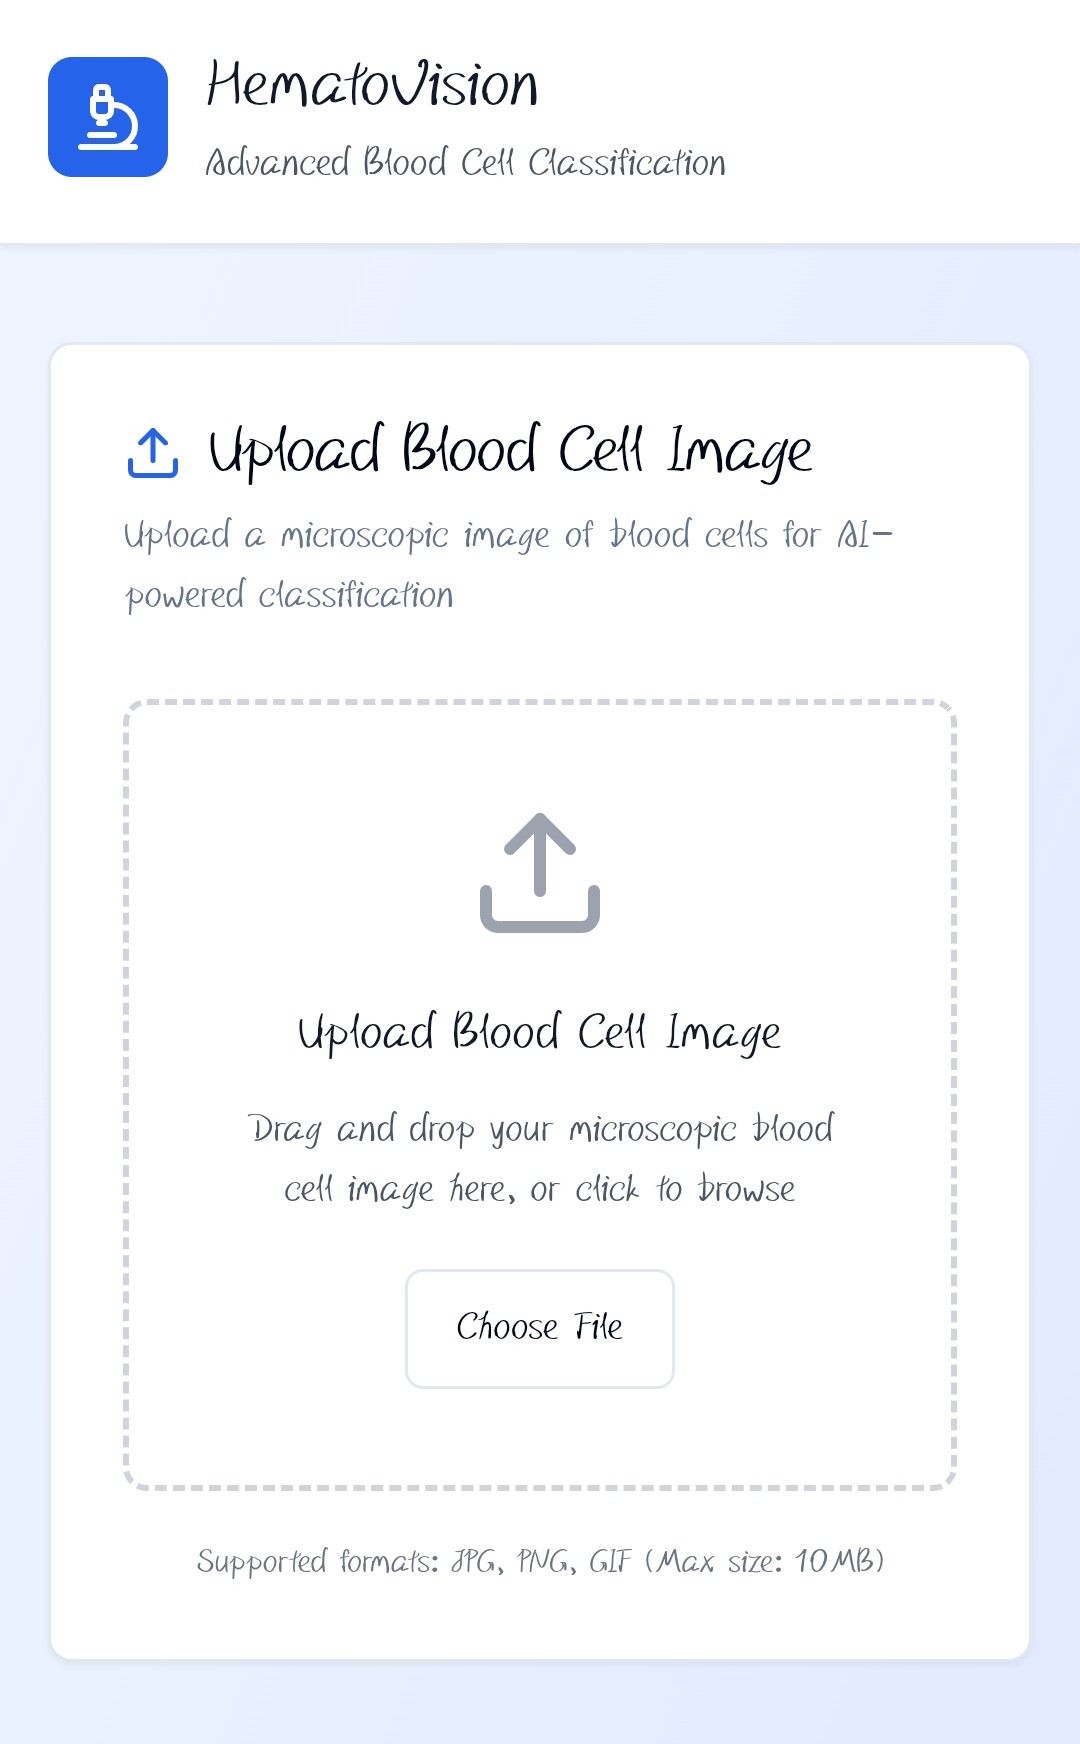 HematoVision
Advanced Blood Cell Classification
Upload Blood Cell Image
Upload a microscopic image of blood cells for AI-
powered classification
Upload Blood Cell Image
Drag and drop your microscopic blood
cell image here, or click to browse
Choose File
Supported formats: JPG, PNG, GIF (Max size: 10MB)